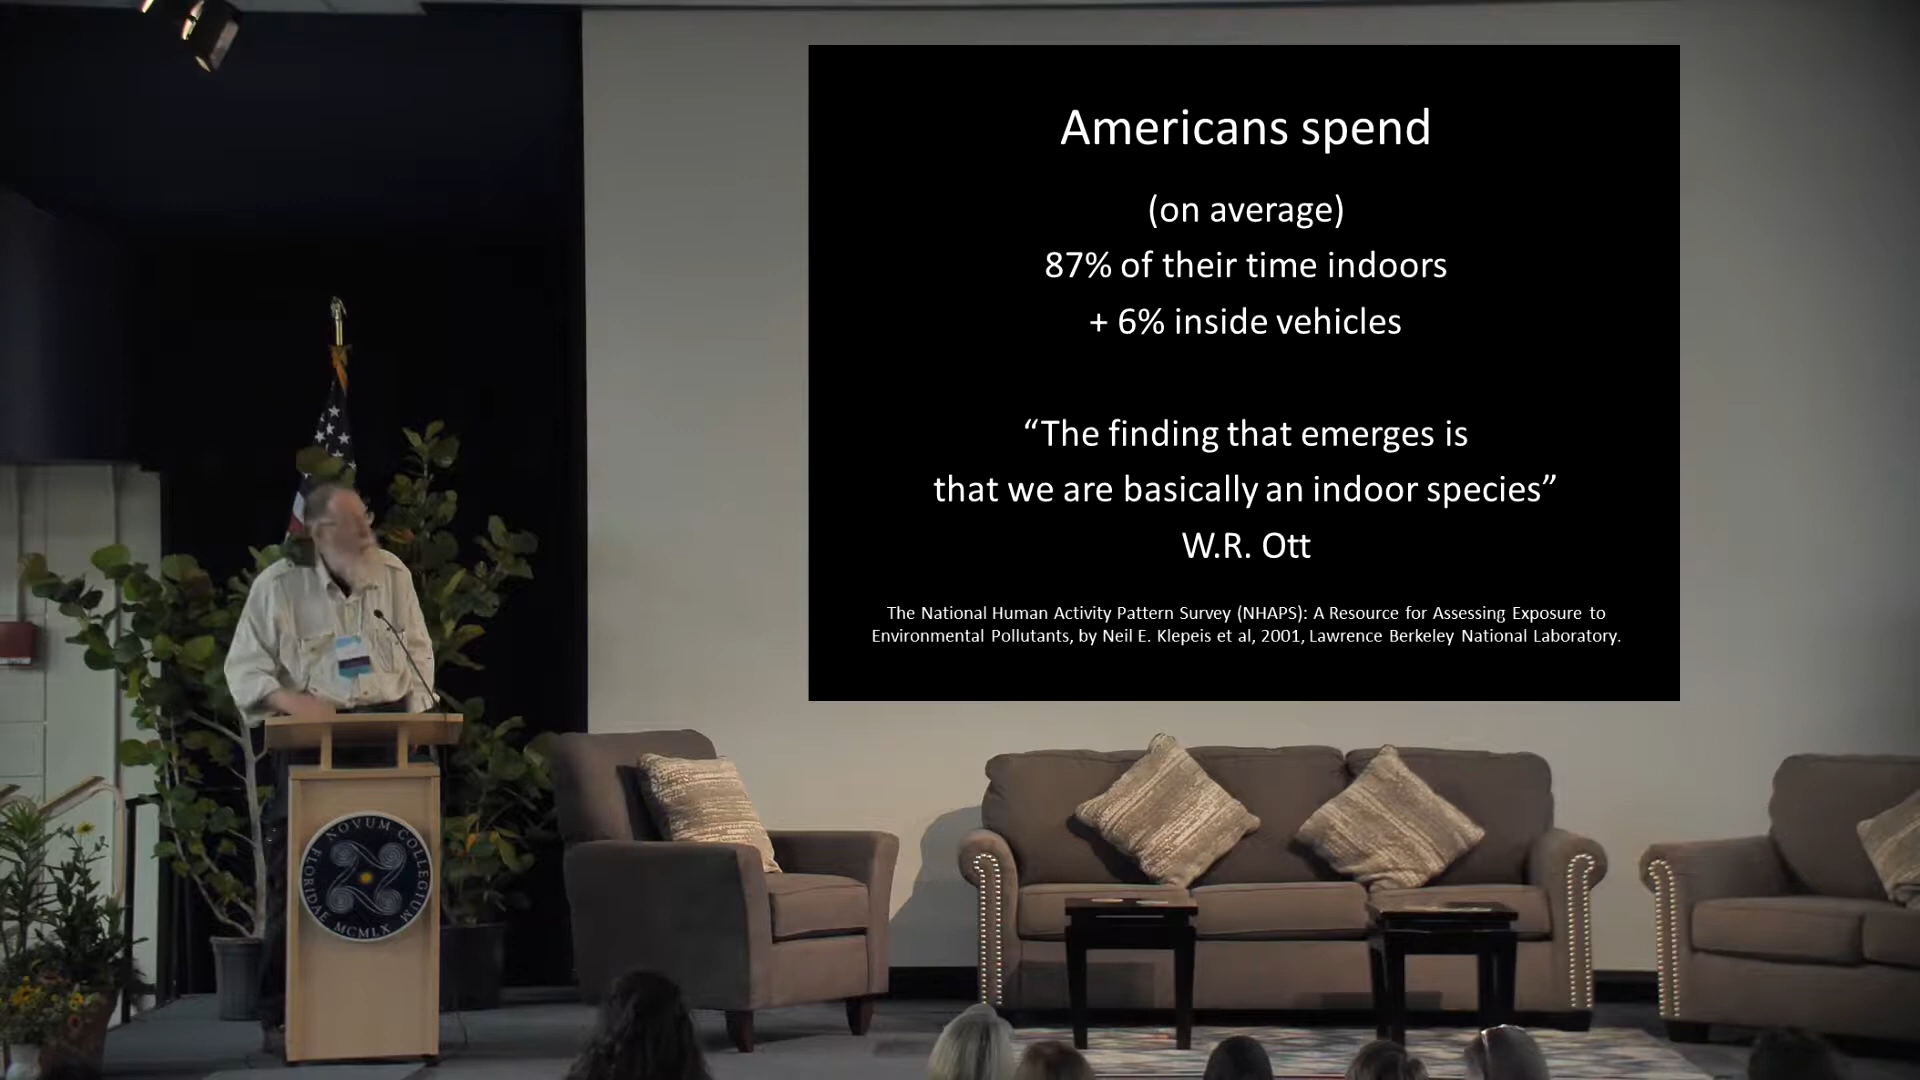 Americans spend
(on average)
87% of their time indoors
+ 6% inside vehicles
“The finding that emerges is
that we are basically an indoor species”
W.R. Ott
The National Human Activity Pattern Survey (NHAPS): A Resource for Assessing Exposure to
Environmental Pollutants, by Neil E. Klepeis et al, 2001, Lawrence Berkeley National Laboratory.
NOVUM COLLEGIUM
FLORIDAE MCMLX